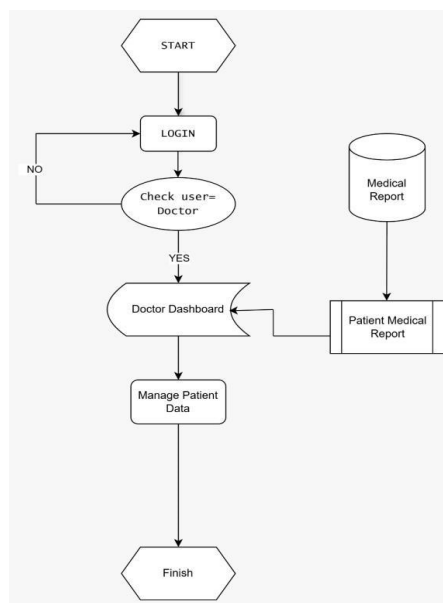 START
LOGIN
NO
Check user=
Doctor
Medical
Report
YES
Doctor Dashboard
Patient Medical
Report
Manage Patient
Data
Finish